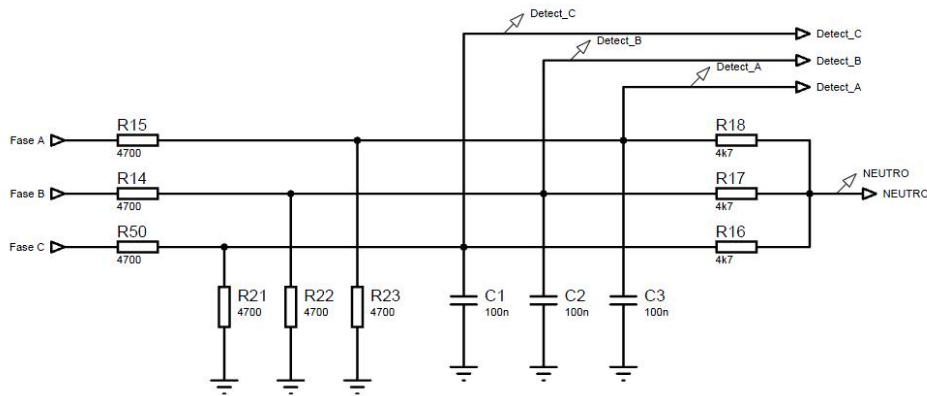 Detect_C
Detect_C
Detect_B
Detect_B
Detect_A
Detect_A
Fase A
R15
4700
R18
4k7
Fase B
R14
4700
R17
4k7
NEUTRO
NEUTRO
Fase C
R50
4700
R16
4k7
R21
4700
R22
4700
R23
4700
C1
100n
C2
100n
C3
100n